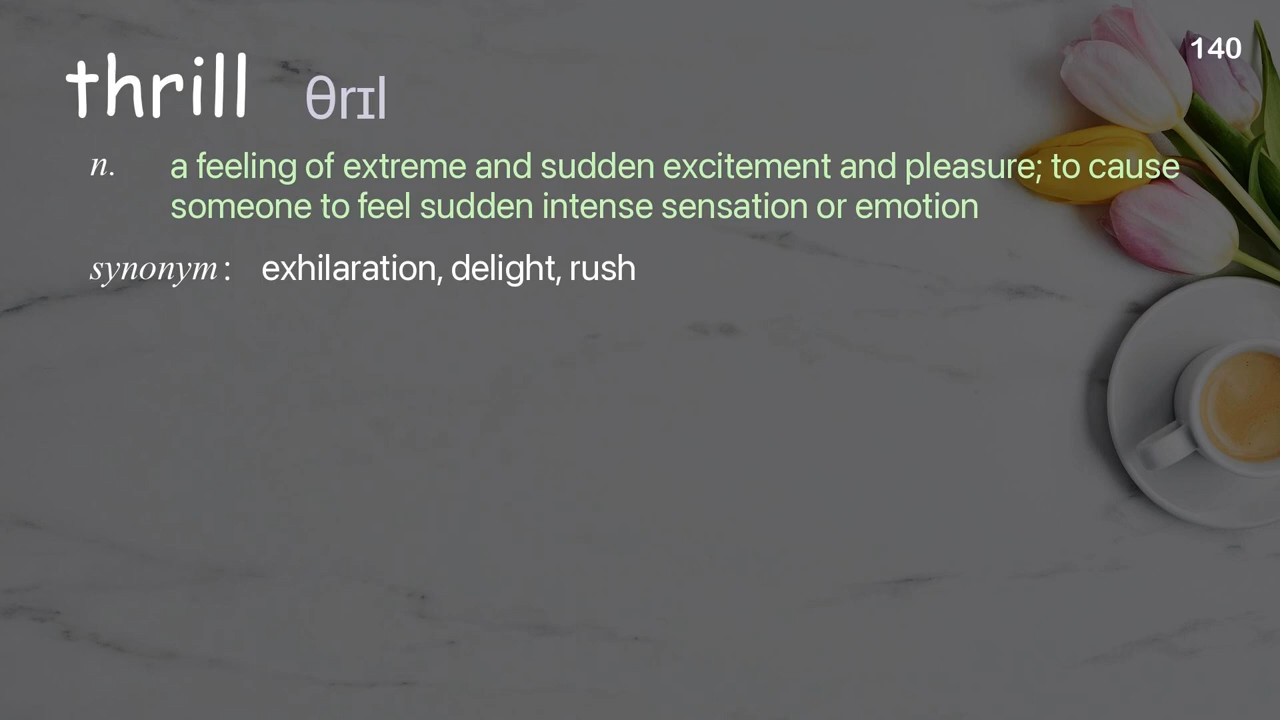 140
thrill θrɪl
n. a feeling of extreme and sudden excitement and pleasure; to cause
someone to feel sudden intense sensation or emotion
synonym: exhilaration, delight, rush